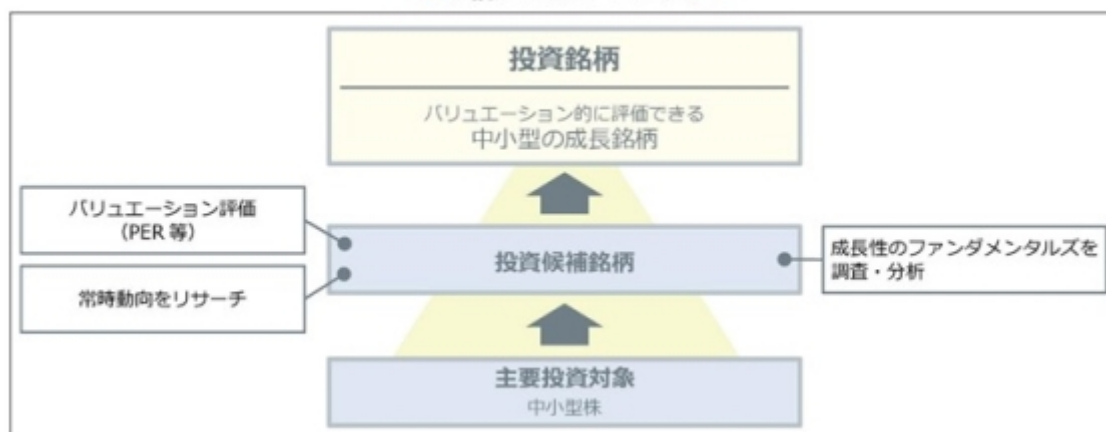 投資銘柄
バリュエーション的に評価できる
中小型の成長銘柄
バリュエーション評価
（PER 等）
常時動向をリサーチ
投資候補銘柄
成長性のファンダメンタルズを
調査・分析
主要投資対象
中小型株